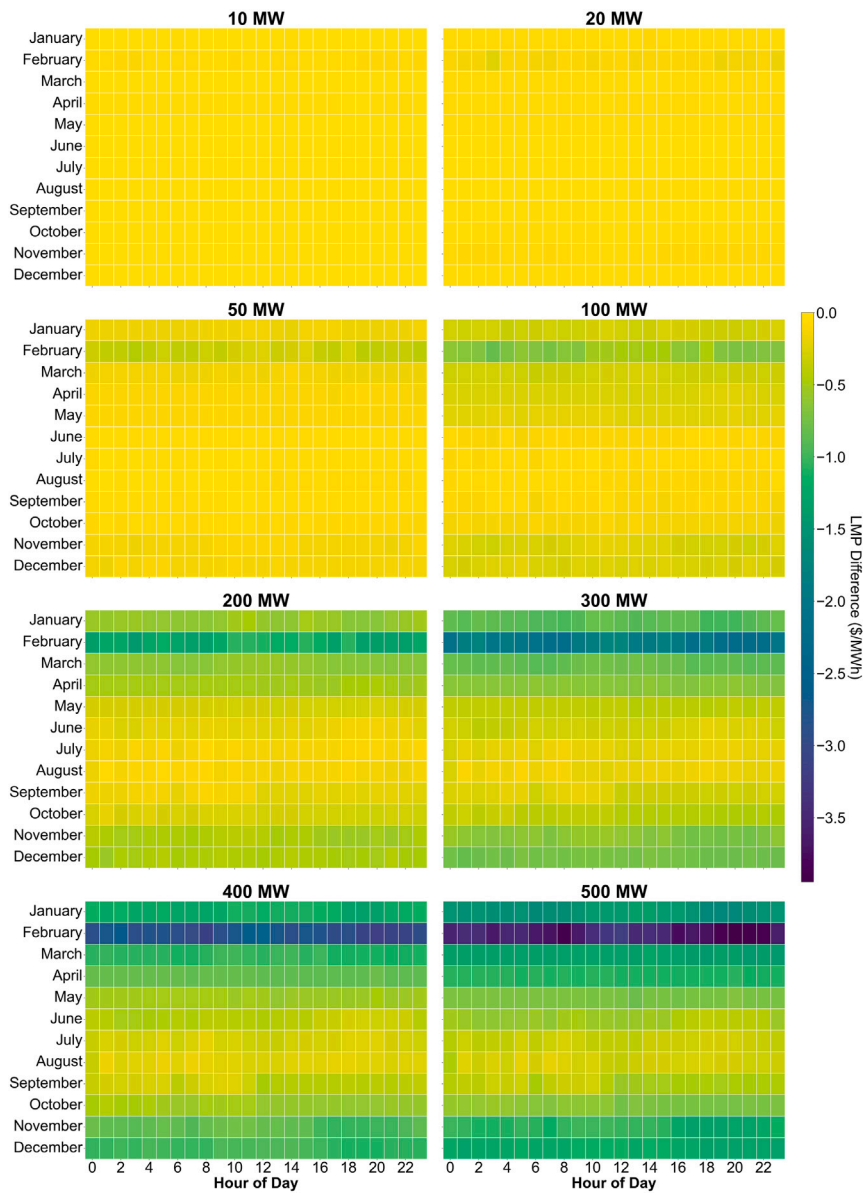 10 MW
20 MW
January
February
March
April
May
June
July
August
September
October
November
December
50 MW
100 MW
January
February
March
April
May
June
July
August
September
October
November
December
200 MW
300 MW
January
February
March
April
May
June
July
August
September
October
November
December
400 MW
500 MW
January
February
March
April
May
June
July
August
September
October
November
December
0 2 4 6 8 10 12 14 16 18 20 22
0 2 4 6 8 10 12 14 16 18 20 22
Hour of Day
Hour of Day
0.0
−0.5
−1.0
−1.5
−2.0
−2.5
−3.0
−3.5
LMP Difference ($/MWh)